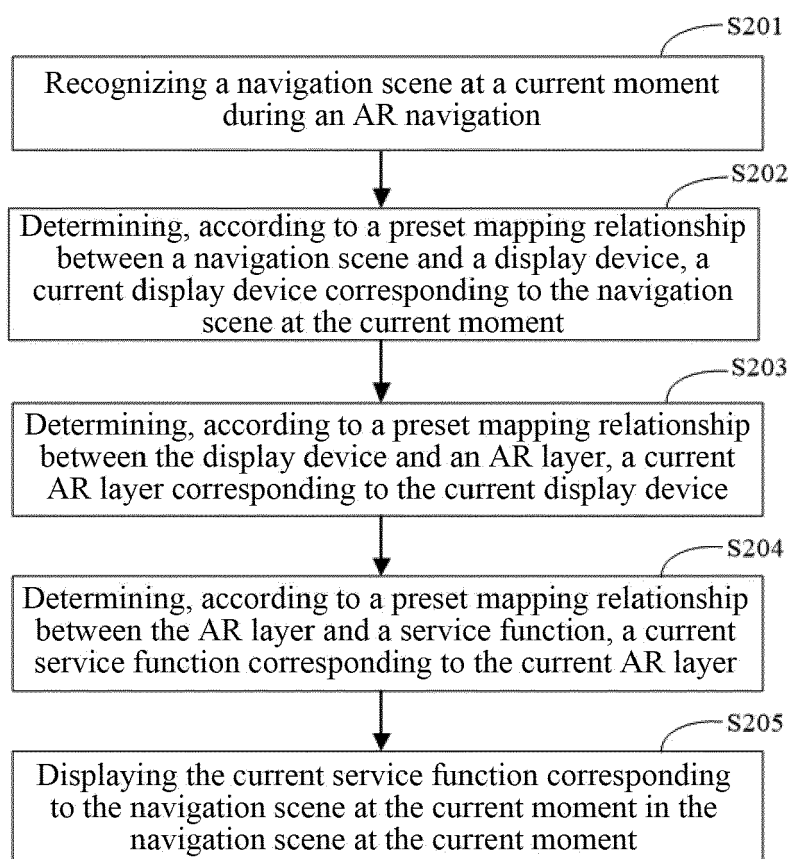 S201
Recognizing a navigation scene at a current moment
during an AR navigation
S202
Determining, according to a preset mapping relationship
between a navigation scene and a display device, a
current display device corresponding to the navigation
scene at the current moment
S203
Determining, according to a preset mapping relationship
between the display device and an AR layer, a current
AR layer corresponding to the current display device
S204
Determining, according to a preset mapping relationship
between the AR layer and a service function, a current
service function corresponding to the current AR layer
S205
Displaying the current service function corresponding
to the navigation scene at the current moment in the
navigation scene at the current moment